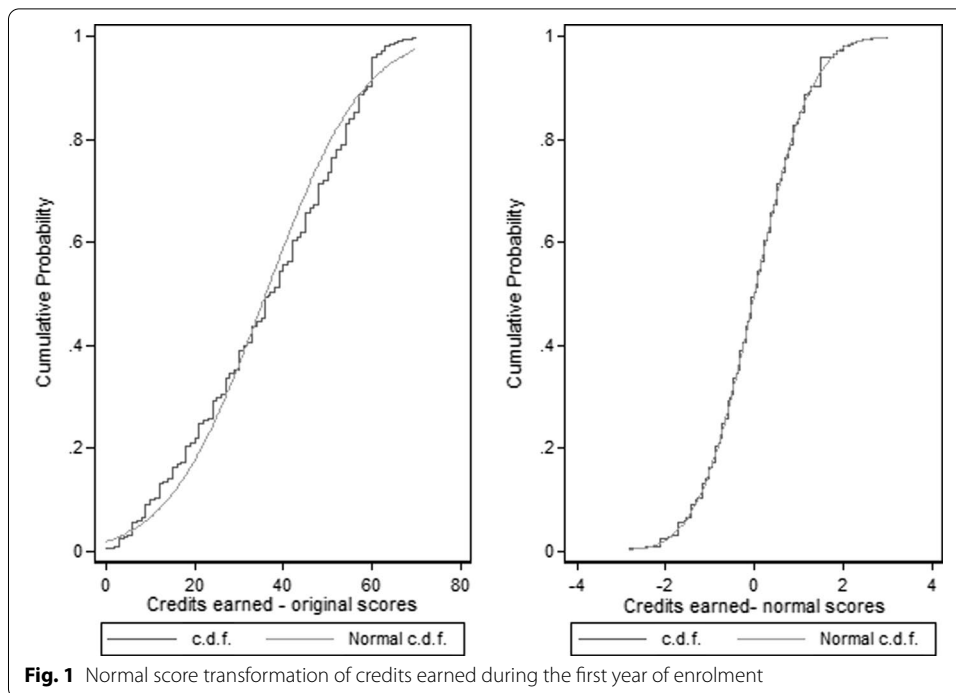 Cumulative Probability
1
.8
.6
.4
.2
0
0 20 40 60 80
Credits earned - original scores
c.d.f. Normal c.d.f.
Cumulative Probability
1
.8
.6
.4
.2
0
-4 -2 0 2 4
Credits earned- normal scores
c.d.f. Normal c.d.f.
Fig. 1 Normal score transformation of credits earned during the first year of enrolment